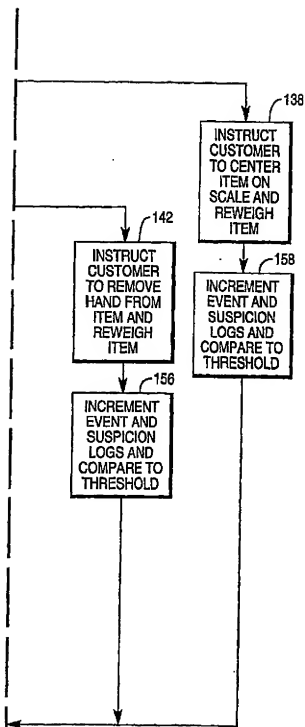 138
INSTRUCT
CUSTOMER
TO CENTER
ITEM ON
SCALE AND
REWEIGH
ITEM
142
INSTRUCT
CUSTOMER
TO REMOVE
HAND FROM
ITEM AND
REWEIGH
ITEM
158
INCREMENT
EVENT AND
SUSPICION
LOGS AND
COMPARE TO
THRESHOLD
156
INCREMENT
EVENT AND
SUSPICION
LOGS AND
COMPARE TO
THRESHOLD